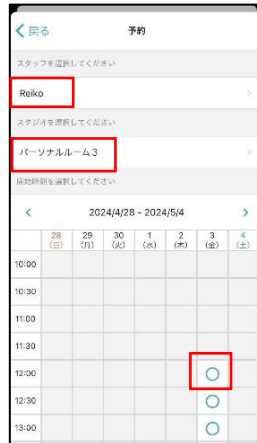 戻る
予約
スタッフを選択してください
Reiko
スタジオを選択してください
パーソナルルーム3
開始時刻を選択してください
2024/4/28 - 2024/5/4
28 29 30 1 2 3 4
(日) (月) (火) (水) (木) (金) (土)
10:00
10:30
11:00
11:30
12:00
12:30
13:00